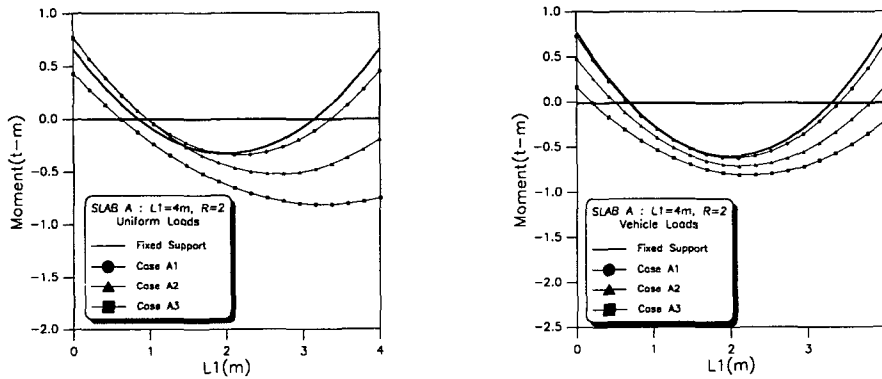 1.0
0.5
0.0
−0.5
−1.0
−1.5
−2.0
Moment(t−m)
SLAB A : L1=4m, R=2
Uniform Loads
Fixed Support
Case A1
Case A2
Case A3
0 1 2 3 4
L1(m)
1.0
0.5
0.0
−0.5
−1.0
−1.5
−2.0
−2.5
Moment(t−m)
SLAB A : L1=4m, R=2
Vehicle Loads
Fixed Support
Case A1
Case A2
Case A3
0 1 2 3
L1(m)